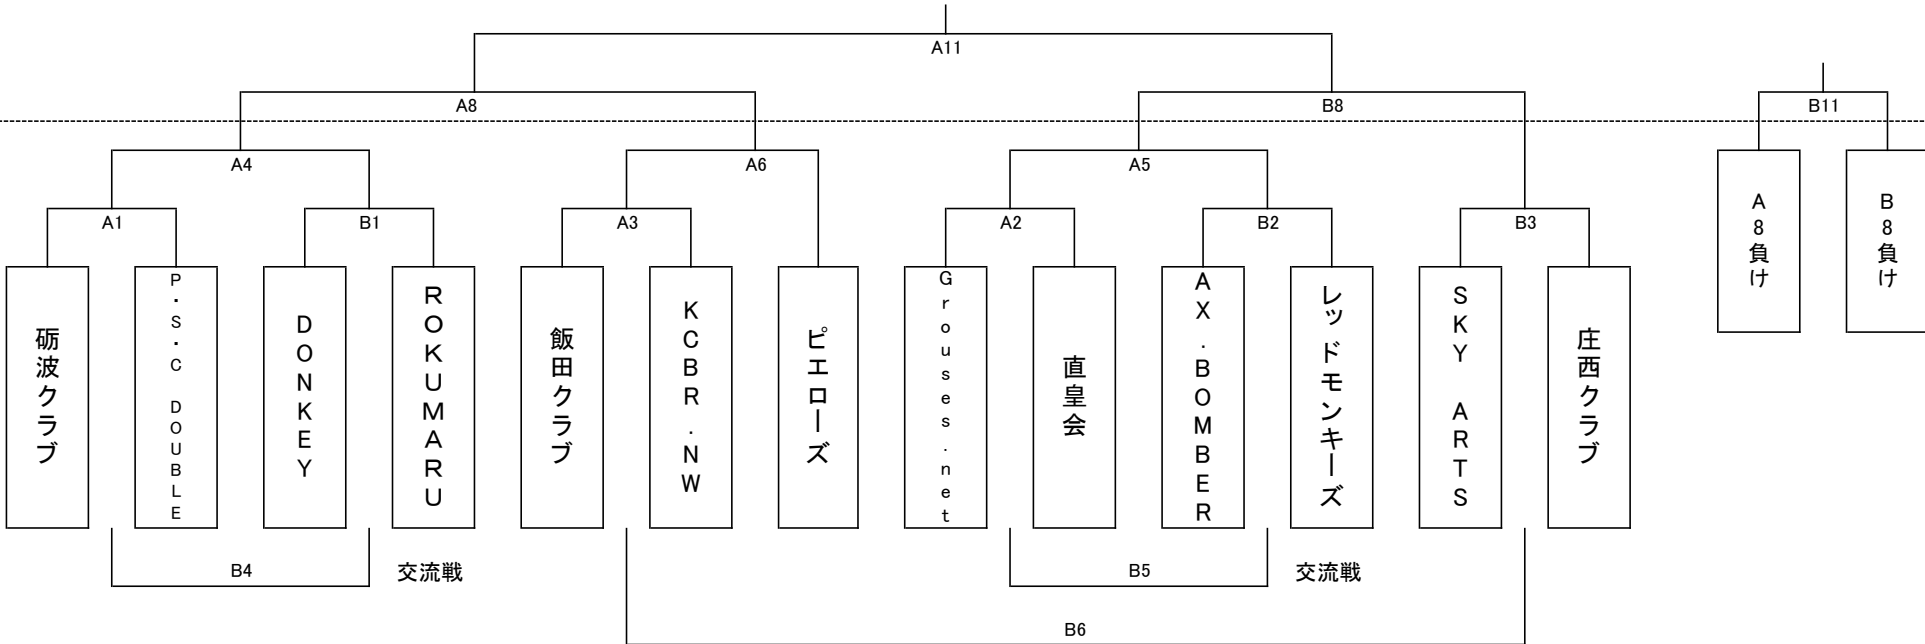 A11
A8
B8
B11
A4
A6
A5
A1
B1
A3
A2
B2
B3
A8負け
B8負け
砺波クラブ
P.S.C DOUBLE
DONKEY
ROKUMARU
飯田クラブ
KCBR.NW
ピエローズ
Grouses.net
直皇会
AX.BOMBER
レッドモンキーズ
SKY ARTS
庄西クラブ
B4
交流戦
B5
交流戦
B6